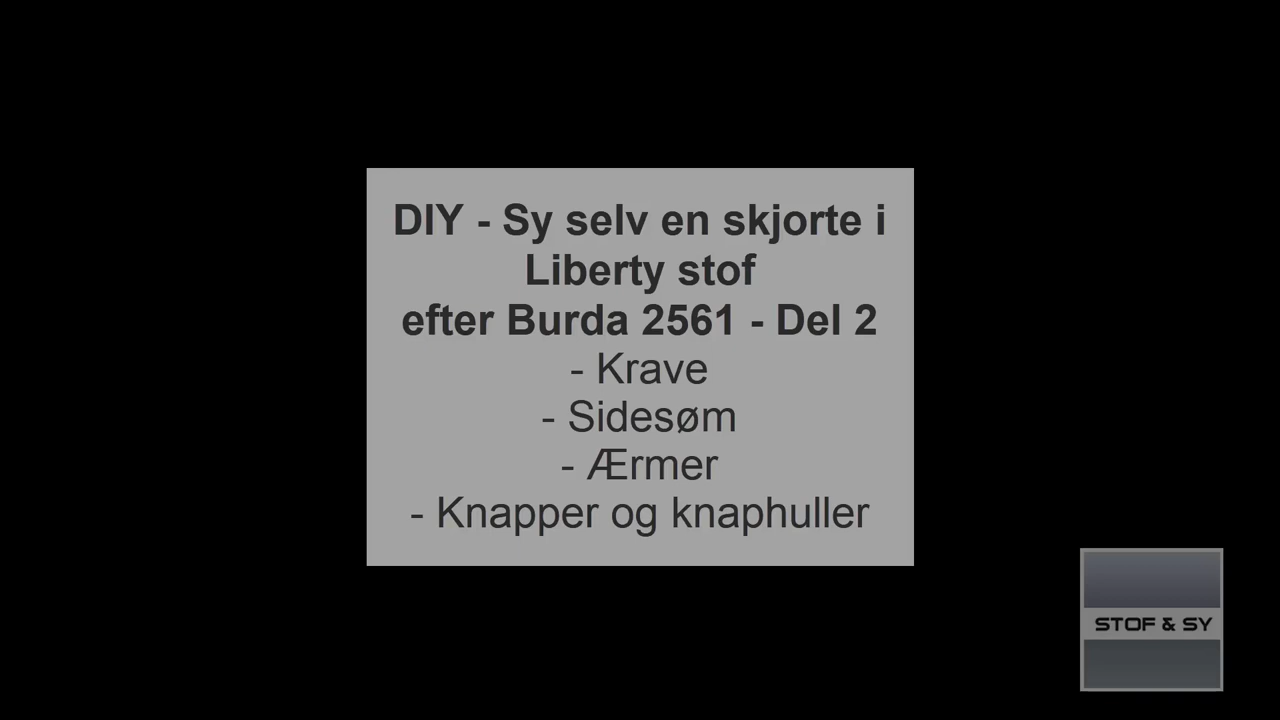 DIY - Sy selv en skjorte i
Liberty stof
efter Burda 2561 - Del 2
- Krave
- Sidesøm
- Ærmer
- Knapper og knaphuller
STOF & SY